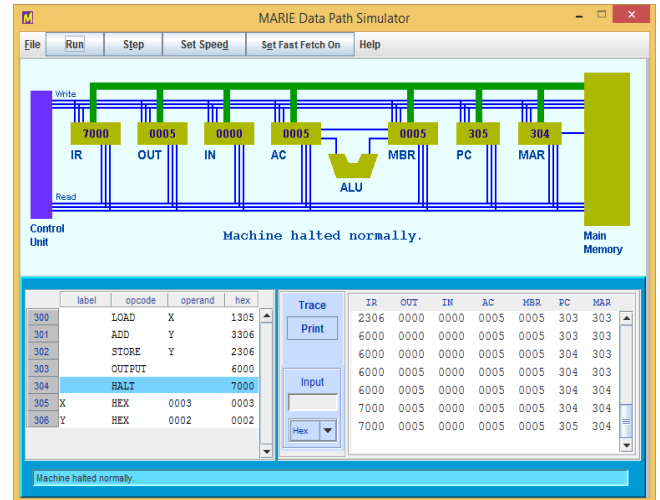 MARIE Data Path Simulator
File Run Step Set Speed Set Fast Fetch On Help
Write
7000 0005 0000 0005 0005 305 304
IR OUT IN AC MBR PC MAR
ALU
Read
Control Unit
Machine halted normally.
Main Memory
label opcode operand hex
300 LOAD X 1305
301 ADD Y 3306
302 STORE Y 2306
303 OUTPUT 6000
304 HALT 7000
305 X HEX 0003 0003
306 Y HEX 0002 0002
Trace
Print
Input
Hex
IR OUT IN AC MBR PC MAR
2306 0000 0000 0005 0005 303 303
6000 0000 0000 0005 0005 303 303
6000 0000 0000 0005 0005 304 303
6000 0005 0000 0005 0005 304 303
6000 0005 0000 0005 0005 304 304
7000 0005 0000 0005 0005 304 304
7000 0005 0000 0005 0005 305 304
Machine halted normally.